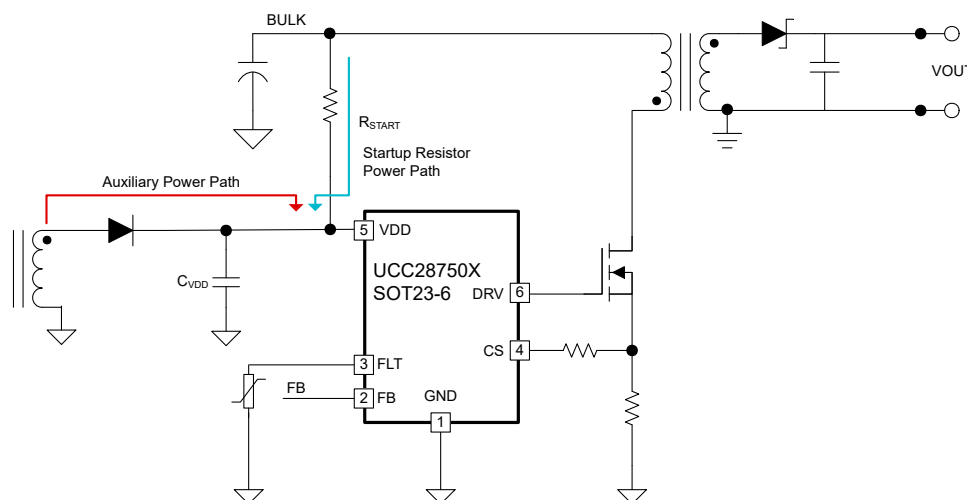 BULK
VOUT
RSTART
Startup Resistor
Power Path
Auxiliary Power Path
5 VDD
UCC28750X
SOT23-6
CVDD
DRV 6
CS 4
3 FLT
FB
2 FB
GND
1